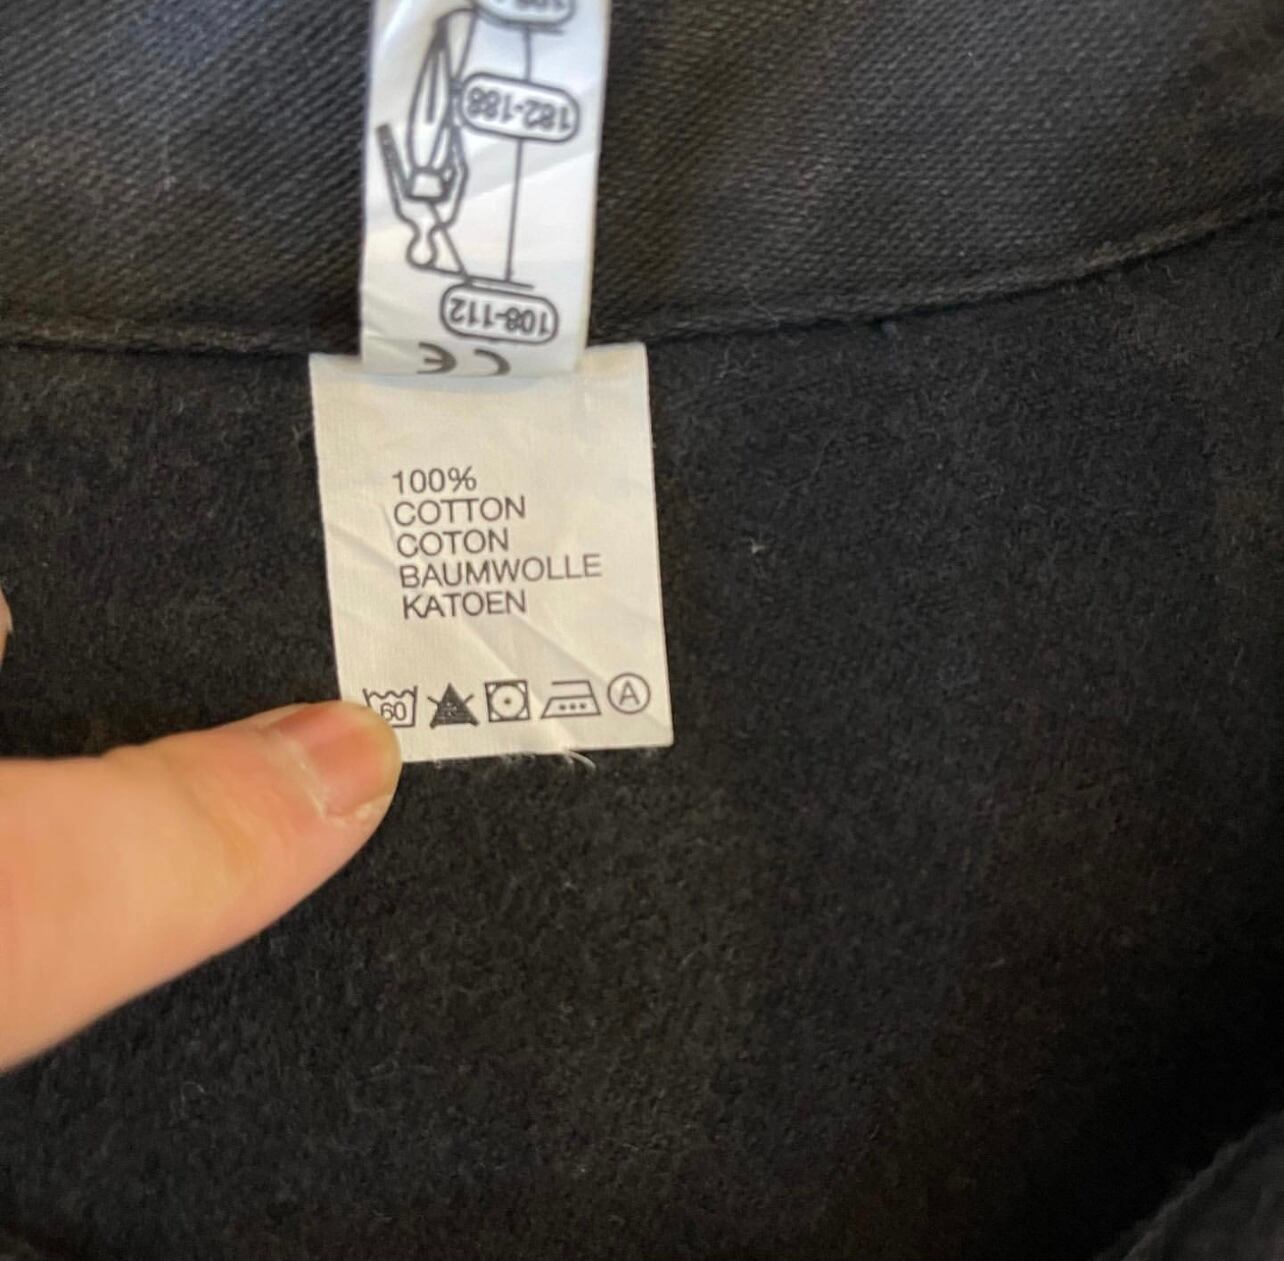 182-188
108-112
CE
100%
COTTON
COTON
BAUMWOLLE
KATOEN
60
A